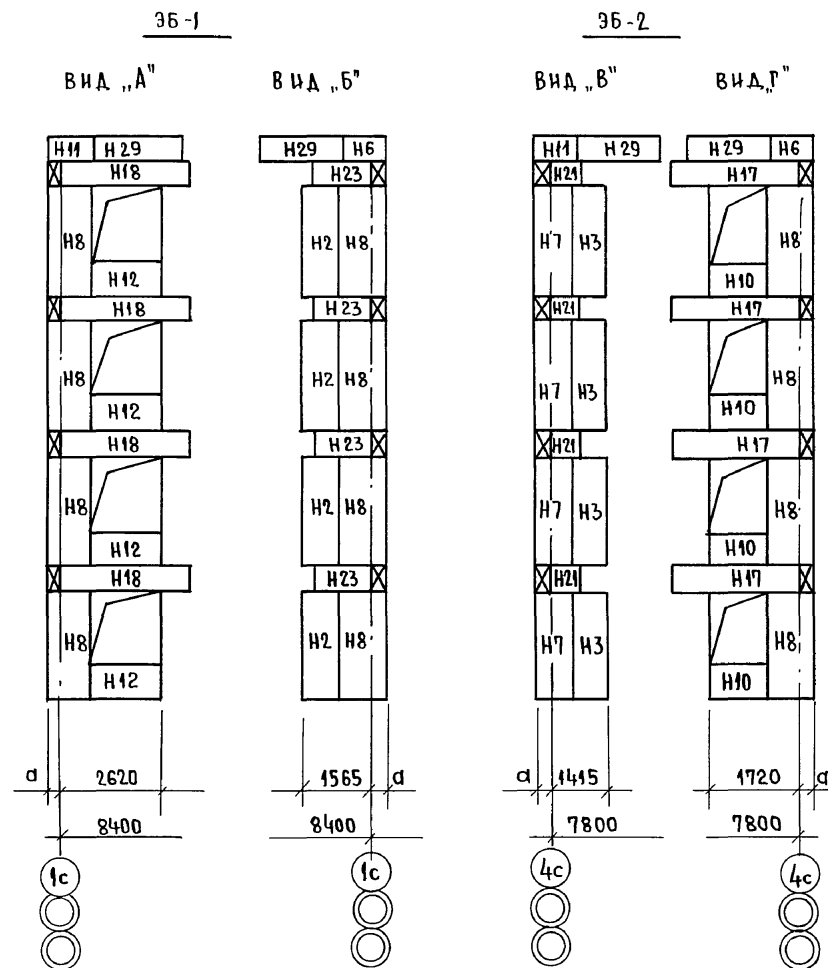 ЭБ-1 ЭБ-2
ВИД „А" ВИД „Б" ВИД „В" ВИД „Г"
Н11 Н29 Н29 Н6 Н11 Н29 Н29 Н6
Н18 Н23 Н21 Н17
Н8 Н2 Н8 Н7 Н3 Н8
Н12 Н10
Н18 Н23 Н21 Н17
Н8 Н2 Н8 Н7 Н3 Н8
Н12 Н10
Н18 Н23 Н21 Н17
Н8 Н2 Н8 Н7 Н3 Н8
Н12 Н10
Н18 Н23 Н21 Н17
Н8 Н2 Н8 Н7 Н3 Н8
Н12 Н10
а 2620 1565 а а 1415 1720 а
8400 8400 7800 7800
1с 1с 4с 4с